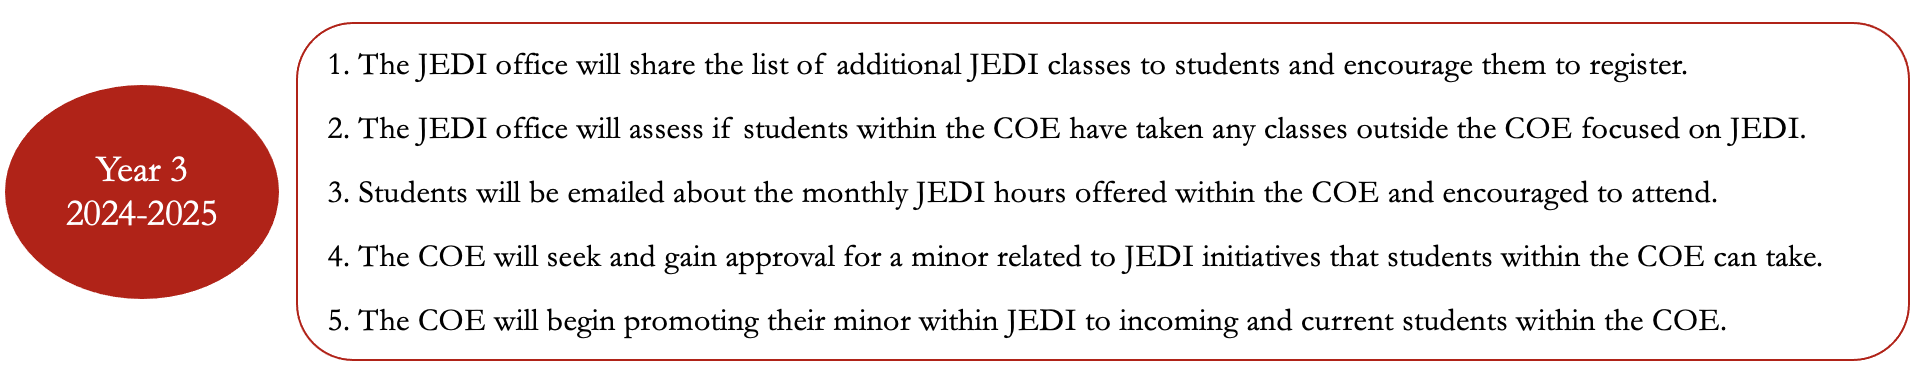 Year 3
2024-2025
1. The JEDI office will share the list of additional JEDI classes to students and encourage them to register.
2. The JEDI office will assess if students within the COE have taken any classes outside the COE focused on JEDI.
3. Students will be emailed about the monthly JEDI hours offered within the COE and encouraged to attend.
4. The COE will seek and gain approval for a minor related to JEDI initiatives that students within the COE can take.
5. The COE will begin promoting their minor within JEDI to incoming and current students within the COE.